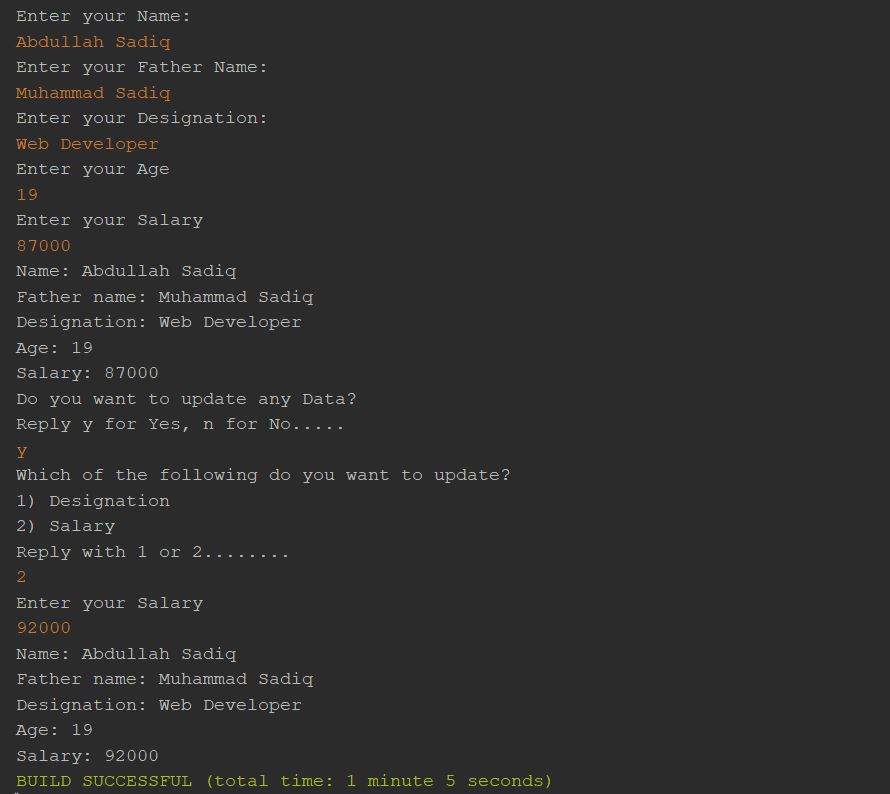 Enter your Name:
Abdullah Sadiq
Enter your Father Name:
Muhammad Sadiq
Enter your Designation:
Web Developer
Enter your Age
19
Enter your Salary
87000
Name: Abdullah Sadiq
Father name: Muhammad Sadiq
Designation: Web Developer
Age: 19
Salary: 87000
Do you want to update any Data?
Reply y for Yes, n for No.....
y
Which of the following do you want to update?
1) Designation
2) Salary
Reply with 1 or 2........
2
Enter your Salary
92000
Name: Abdullah Sadiq
Father name: Muhammad Sadiq
Designation: Web Developer
Age: 19
Salary: 92000
BUILD SUCCESSFUL (total time: 1 minute 5 seconds)